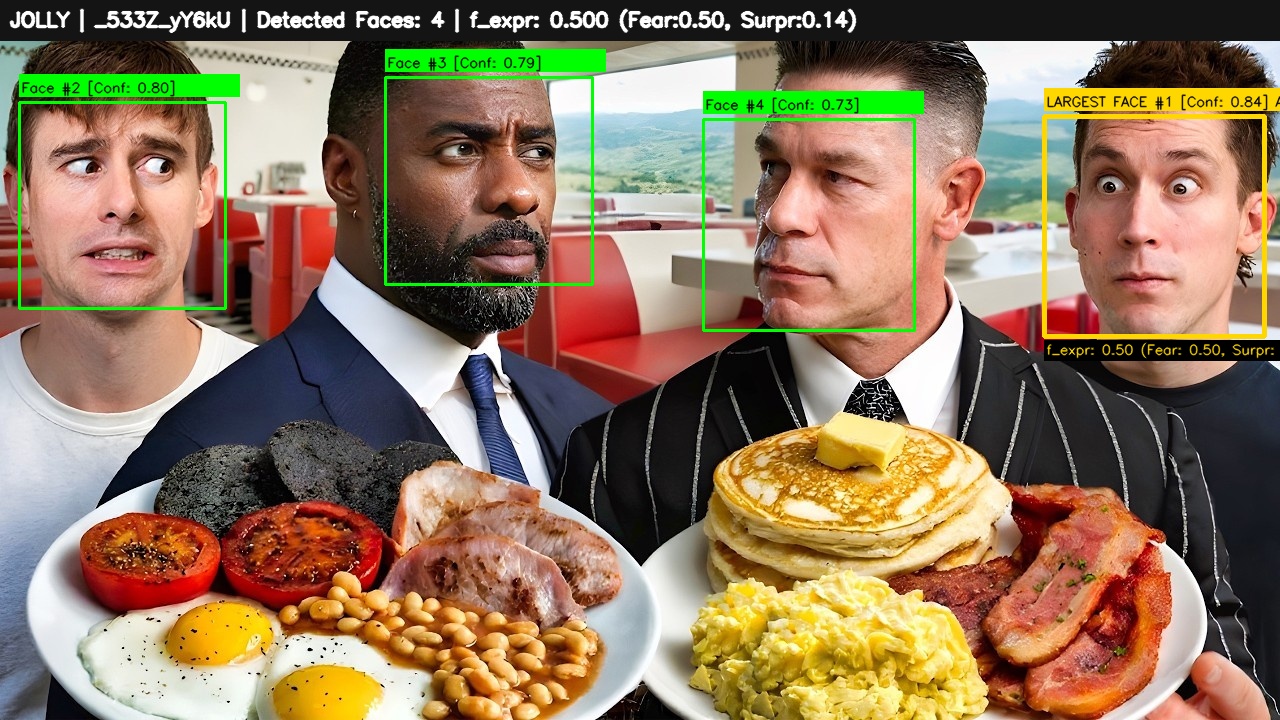 JOLLY | _533Z_yY6kU | Detected Faces: 4 | f_expr: 0.500 (Fear:0.50, Surpr:0.14)
Face #3 [Conf: 0.79]
Face #2 [Conf: 0.80]
Face #4 [Conf: 0.73]
LARGEST FACE #1 [Conf: 0.84] A
f_expr: 0.50 (Fear: 0.50, Surpr: